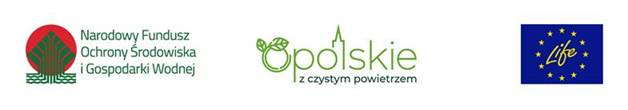 Narodowy Fundusz
Ochrony Środowiska
i Gospodarki Wodnej
Opolskie
z czystym powietrzem
Life